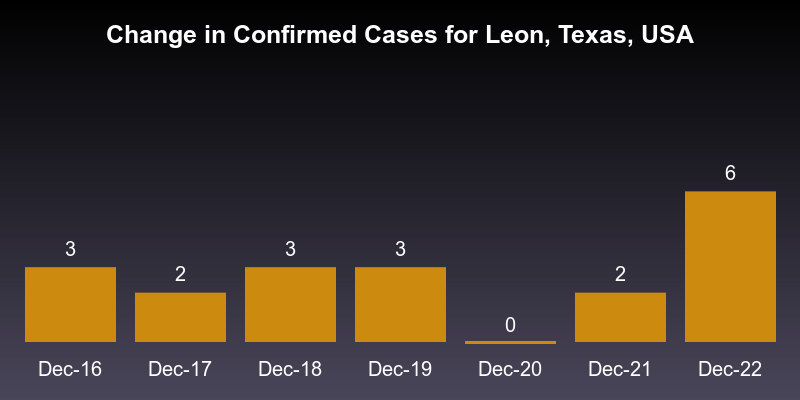 Change in Confirmed Cases for Leon, Texas, USA
3 2 3 3 0 2 6
Dec-16 Dec-17 Dec-18 Dec-19 Dec-20 Dec-21 Dec-22